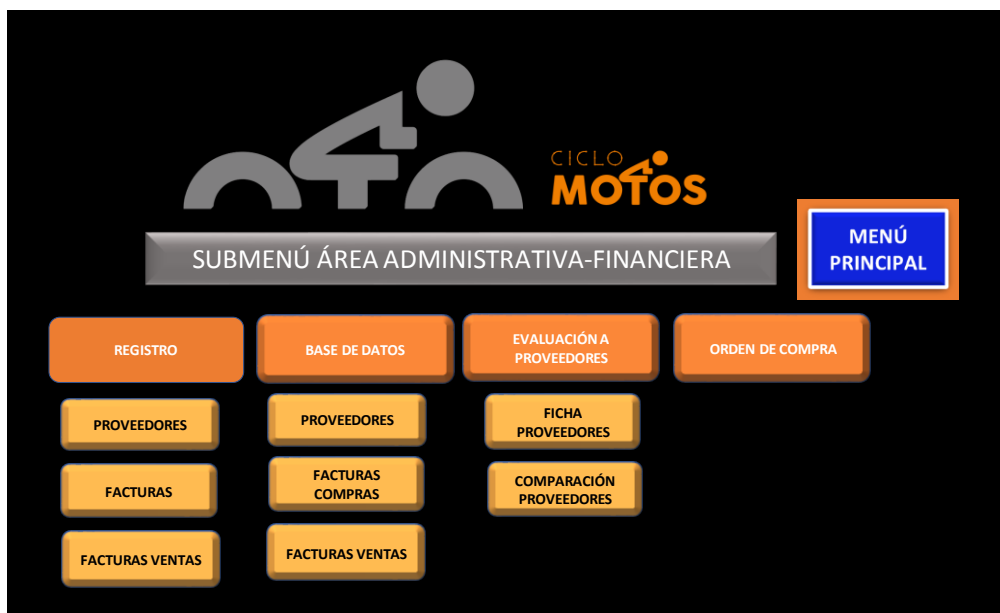 CICLO
MOTOS
SUBMENÚ ÁREA ADMINISTRATIVA-FINANCIERA
MENÚ
PRINCIPAL
REGISTRO
BASE DE DATOS
EVALUACIÓN A
PROVEEDORES
ORDEN DE COMPRA
PROVEEDORES
PROVEEDORES
FICHA
PROVEEDORES
FACTURAS
FACTURAS
COMPRAS
COMPARACIÓN
PROVEEDORES
FACTURAS VENTAS
FACTURAS VENTAS